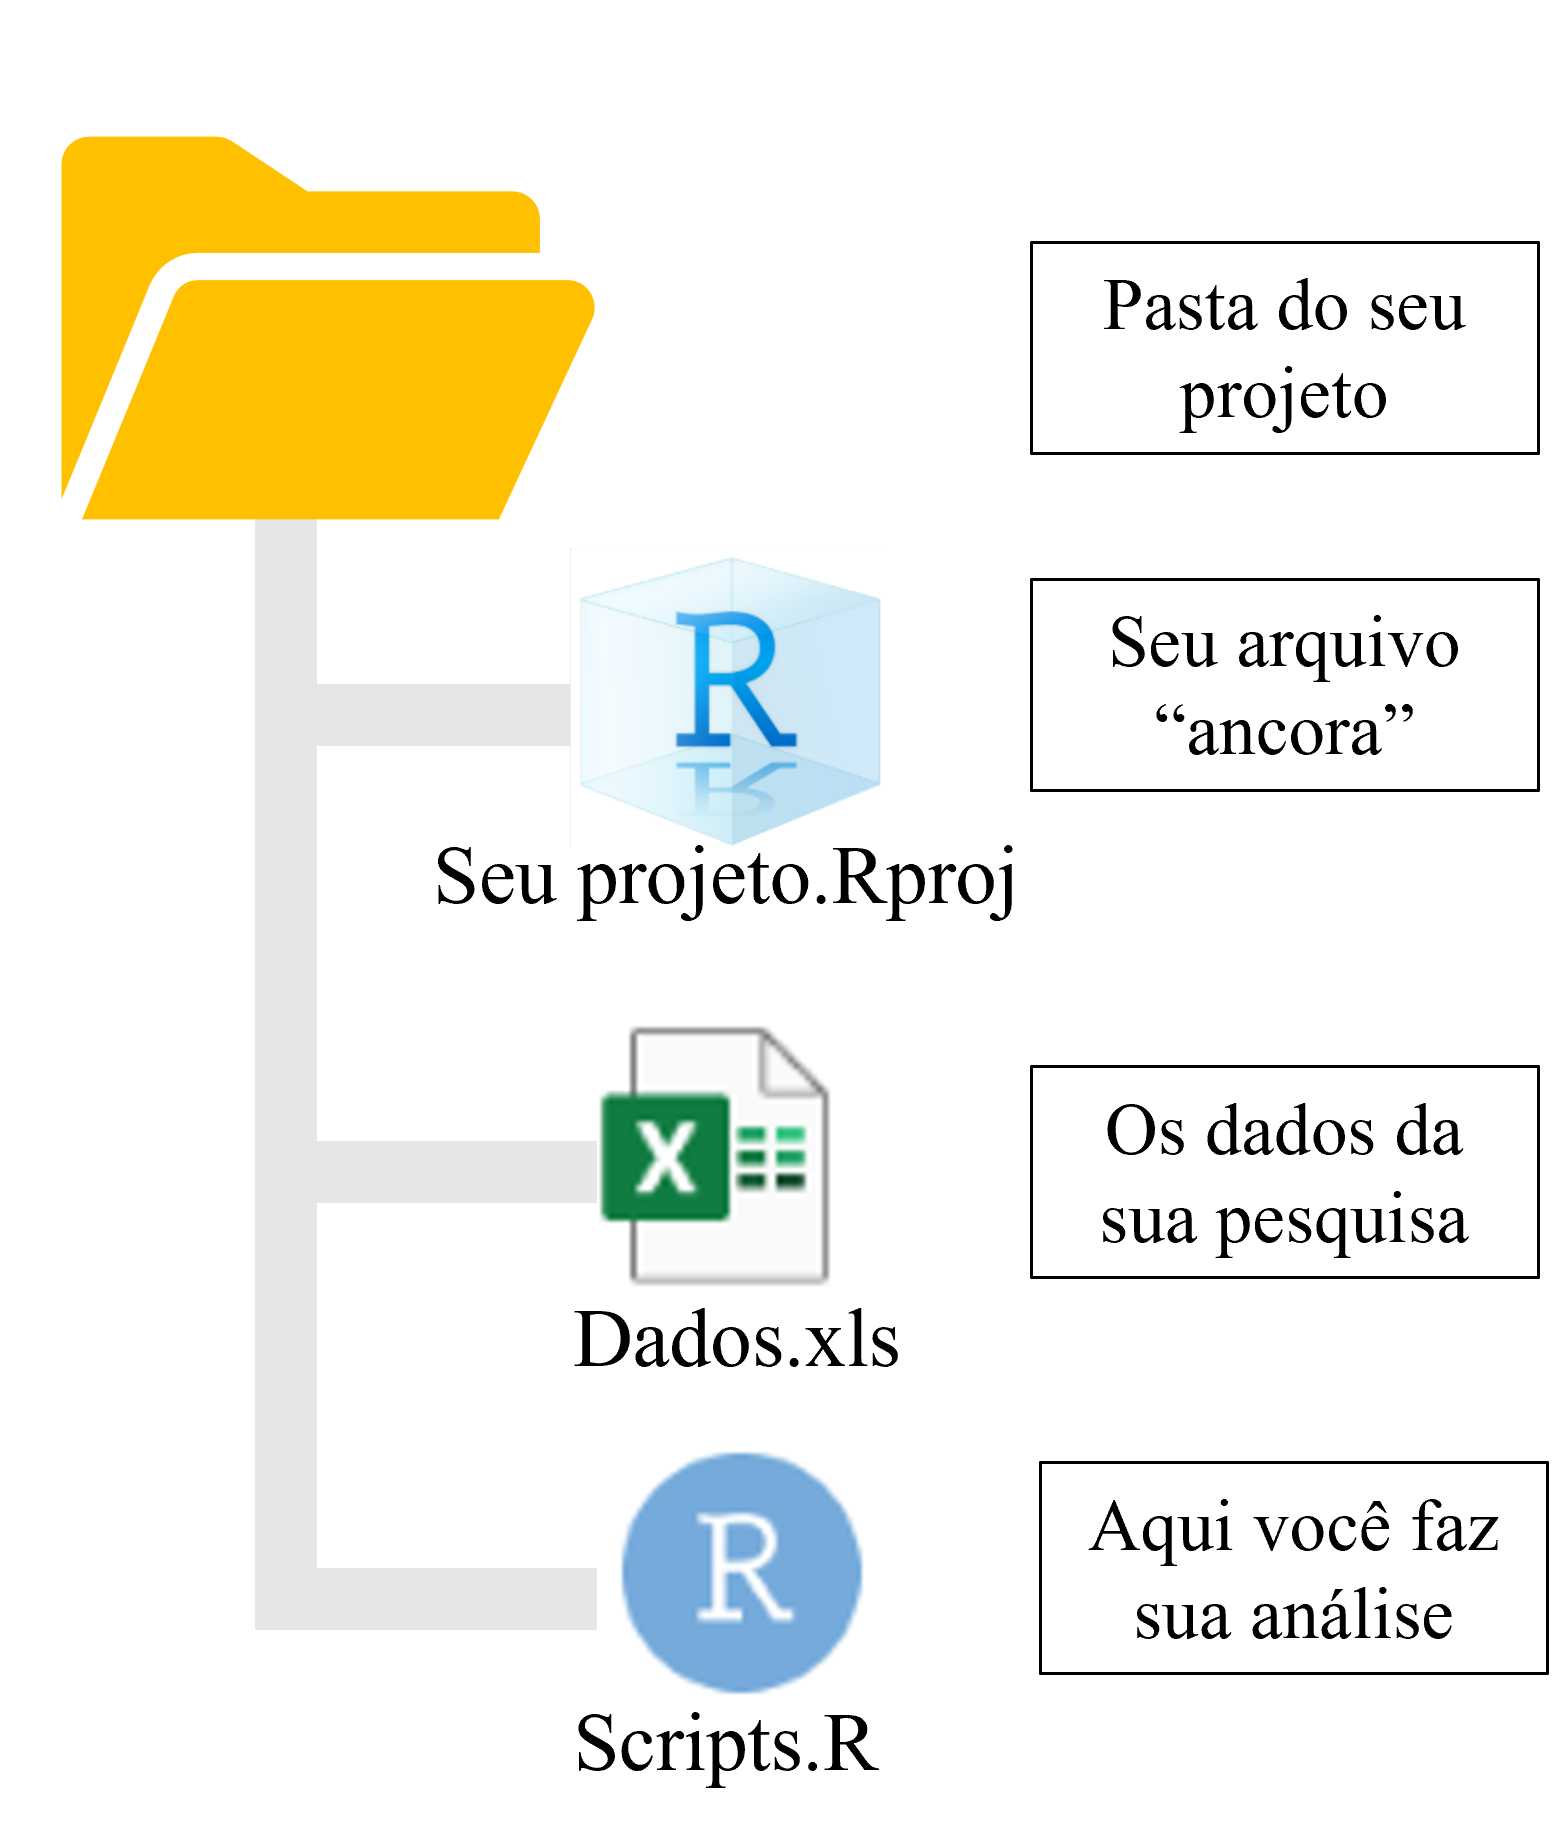 Pasta do seu
projeto
R
Seu arquivo
“ancora”
Seu projeto.Rproj
X
Os dados da
sua pesquisa
Dados.xls
R
Aqui você faz
sua análise
Scripts.R